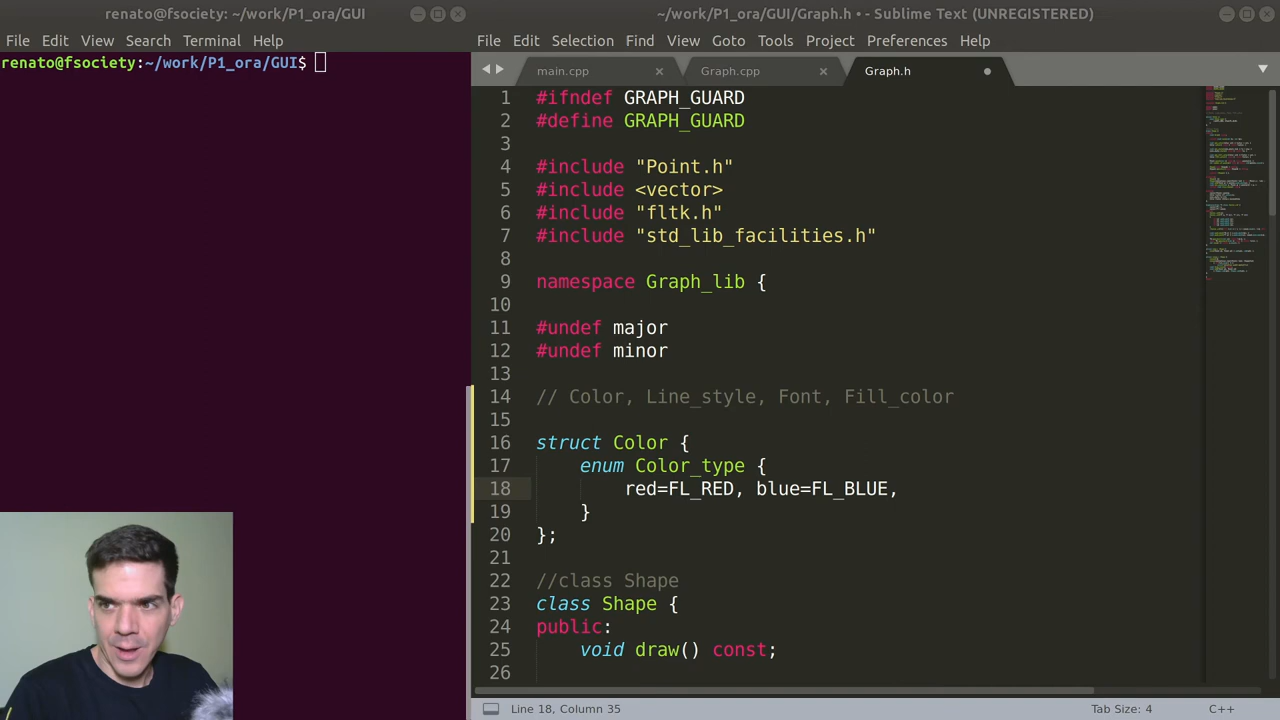 renato@fsociety: ~/work/P1_ora/GUI
File Edit View Search Terminal Help
renato@fsociety:~/work/P1_ora/GUI$
~/work/P1_ora/GUI/Graph.h • - Sublime Text (UNREGISTERED)
File Edit Selection Find View Goto Tools Project Preferences Help
main.cpp Graph.cpp Graph.h
1 #ifndef GRAPH_GUARD
2 #define GRAPH_GUARD
3
4 #include "Point.h"
5 #include <vector>
6 #include "fltk.h"
7 #include "std_lib_facilities.h"
8
9 namespace Graph_lib {
10
11 #undef major
12 #undef minor
13
14 // Color, Line_style, Font, Fill_color
15
16 struct Color {
17     enum Color_type {
18         red=FL_RED, blue=FL_BLUE,
19     }
20 };
21
22 //class Shape
23 class Shape {
24 public:
25     void draw() const;
26
Line 18, Column 35 Tab Size: 4 C++